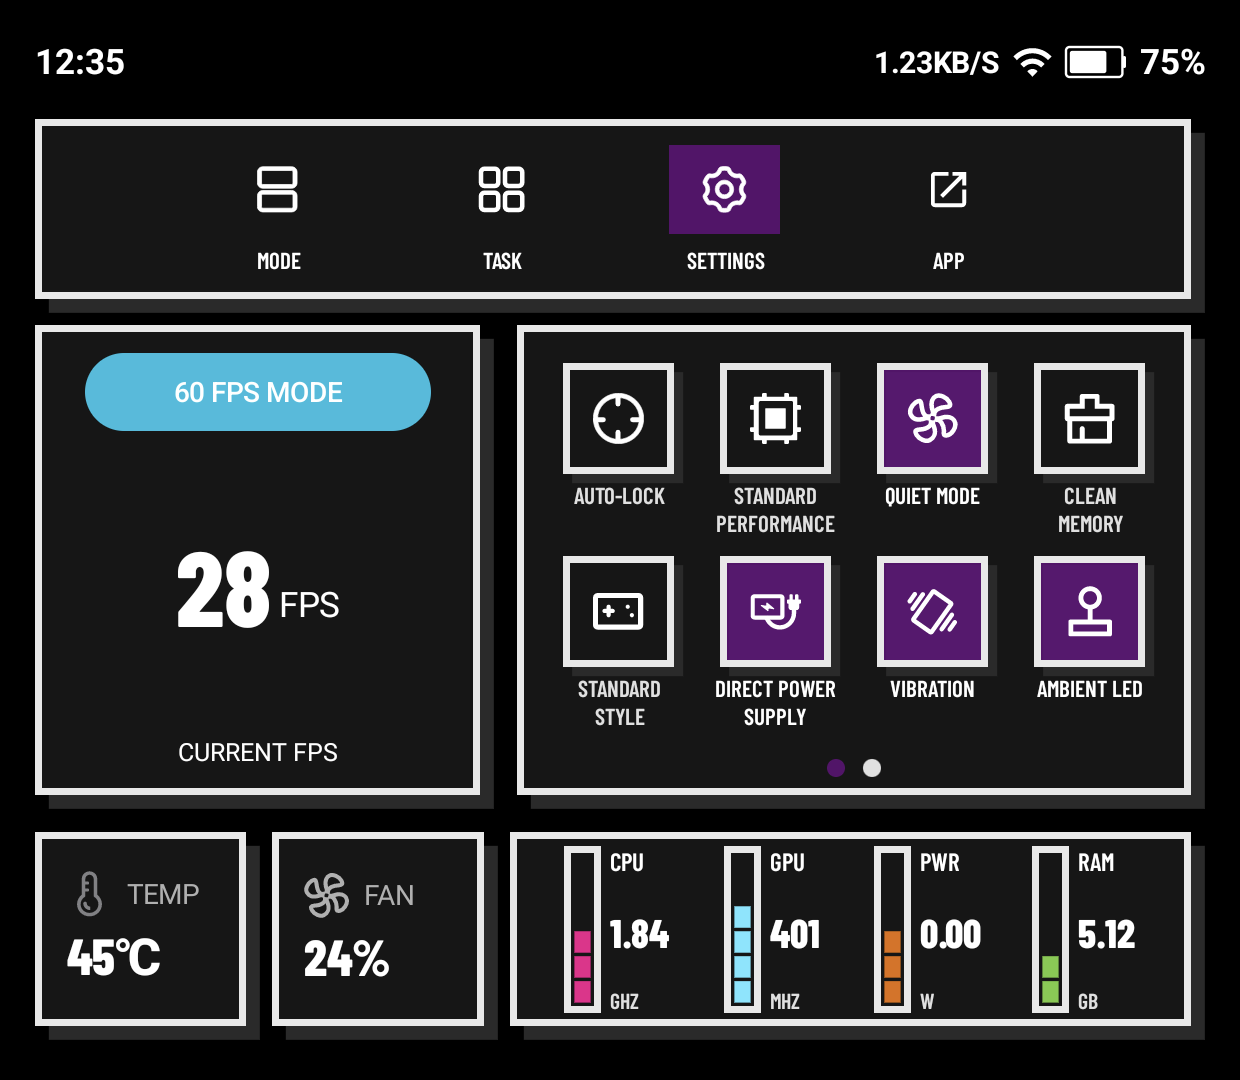 12:35
1.23KB/S
75%
MODE
TASK
SETTINGS
APP
60 FPS MODE
28 FPS
CURRENT FPS
AUTO-LOCK
STANDARD
PERFORMANCE
QUIET MODE
CLEAN
MEMORY
STANDARD
STYLE
DIRECT POWER
SUPPLY
VIBRATION
AMBIENT LED
TEMP
45°C
FAN
24%
CPU
1.84
GHZ
GPU
401
MHZ
PWR
0.00
W
RAM
5.12
GB